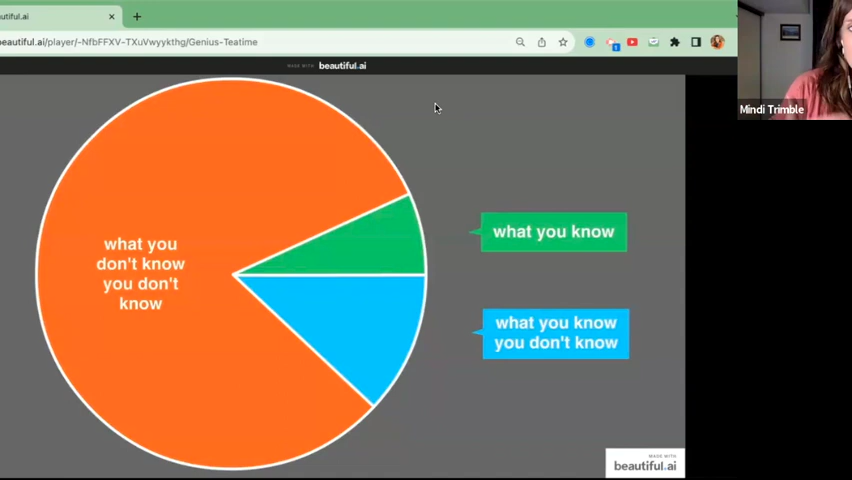 eautiful.ai
beautiful.ai/player/-NfbFFXV-TXuVwyykthg/Genius-Teatime
MADE WITH beautiful.ai
Mindi Trimble
what you
don't know
you don't
know
what you know
what you know
you don't know
MADE WITH
beautiful.ai